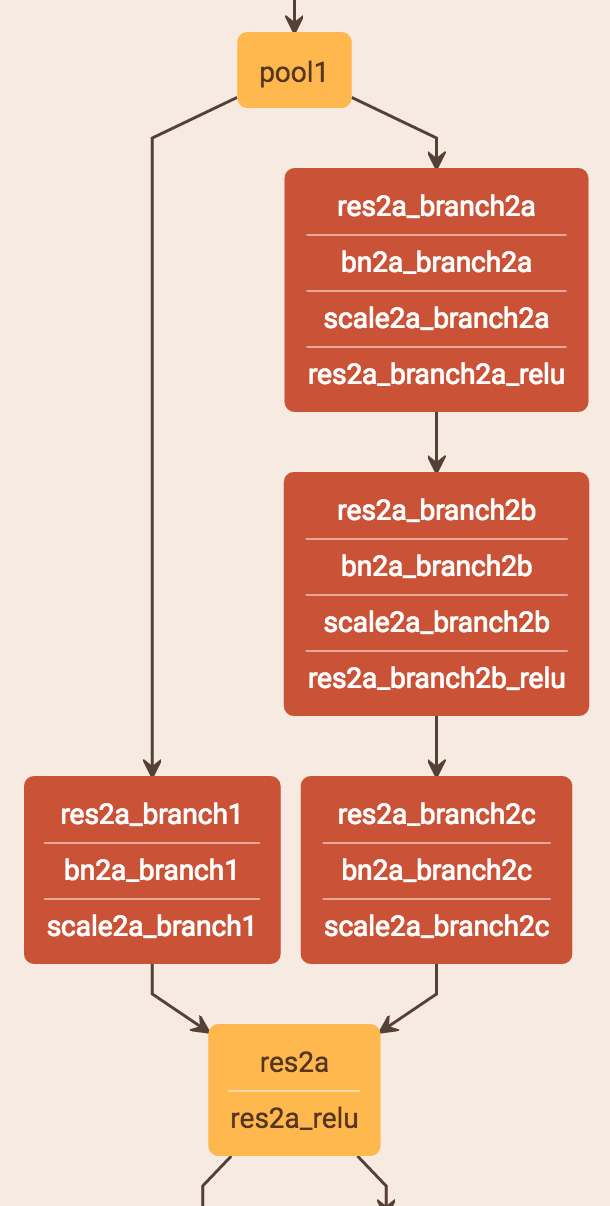 pool1
res2a_branch2a
bn2a_branch2a
scale2a_branch2a
res2a_branch2a_relu
res2a_branch2b
bn2a_branch2b
scale2a_branch2b
res2a_branch2b_relu
res2a_branch1
bn2a_branch1
scale2a_branch1
res2a_branch2c
bn2a_branch2c
scale2a_branch2c
res2a
res2a_relu